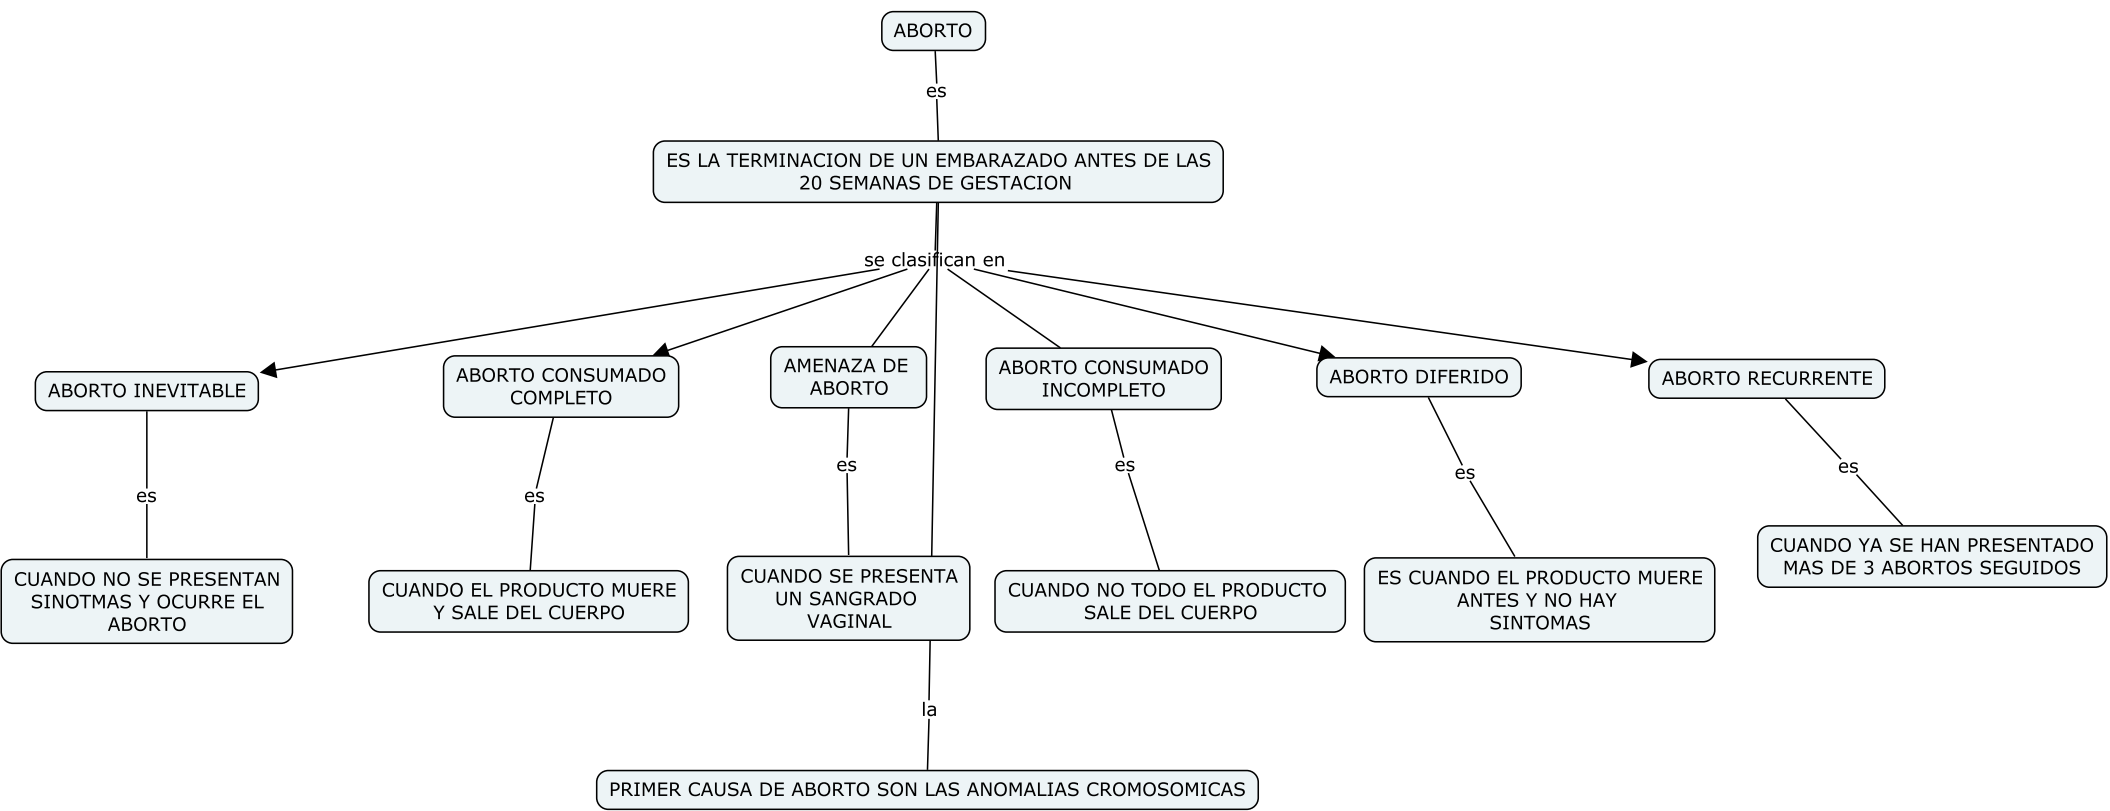 ABORTO
es
ES LA TERMINACION DE UN EMBARAZADO ANTES DE LAS
20 SEMANAS DE GESTACION
se clasifican en
ABORTO INEVITABLE
ABORTO CONSUMADO
COMPLETO
AMENAZA DE
ABORTO
ABORTO CONSUMADO
INCOMPLETO
ABORTO DIFERIDO
ABORTO RECURRENTE
es
es
es
es
es
es
CUANDO NO SE PRESENTAN
SINOTMAS Y OCURRE EL
ABORTO
CUANDO EL PRODUCTO MUERE
Y SALE DEL CUERPO
CUANDO SE PRESENTA
UN SANGRADO
VAGINAL
CUANDO NO TODO EL PRODUCTO
SALE DEL CUERPO
ES CUANDO EL PRODUCTO MUERE
ANTES Y NO HAY
SINTOMAS
CUANDO YA SE HAN PRESENTADO
MAS DE 3 ABORTOS SEGUIDOS
la
PRIMER CAUSA DE ABORTO SON LAS ANOMALIAS CROMOSOMICAS